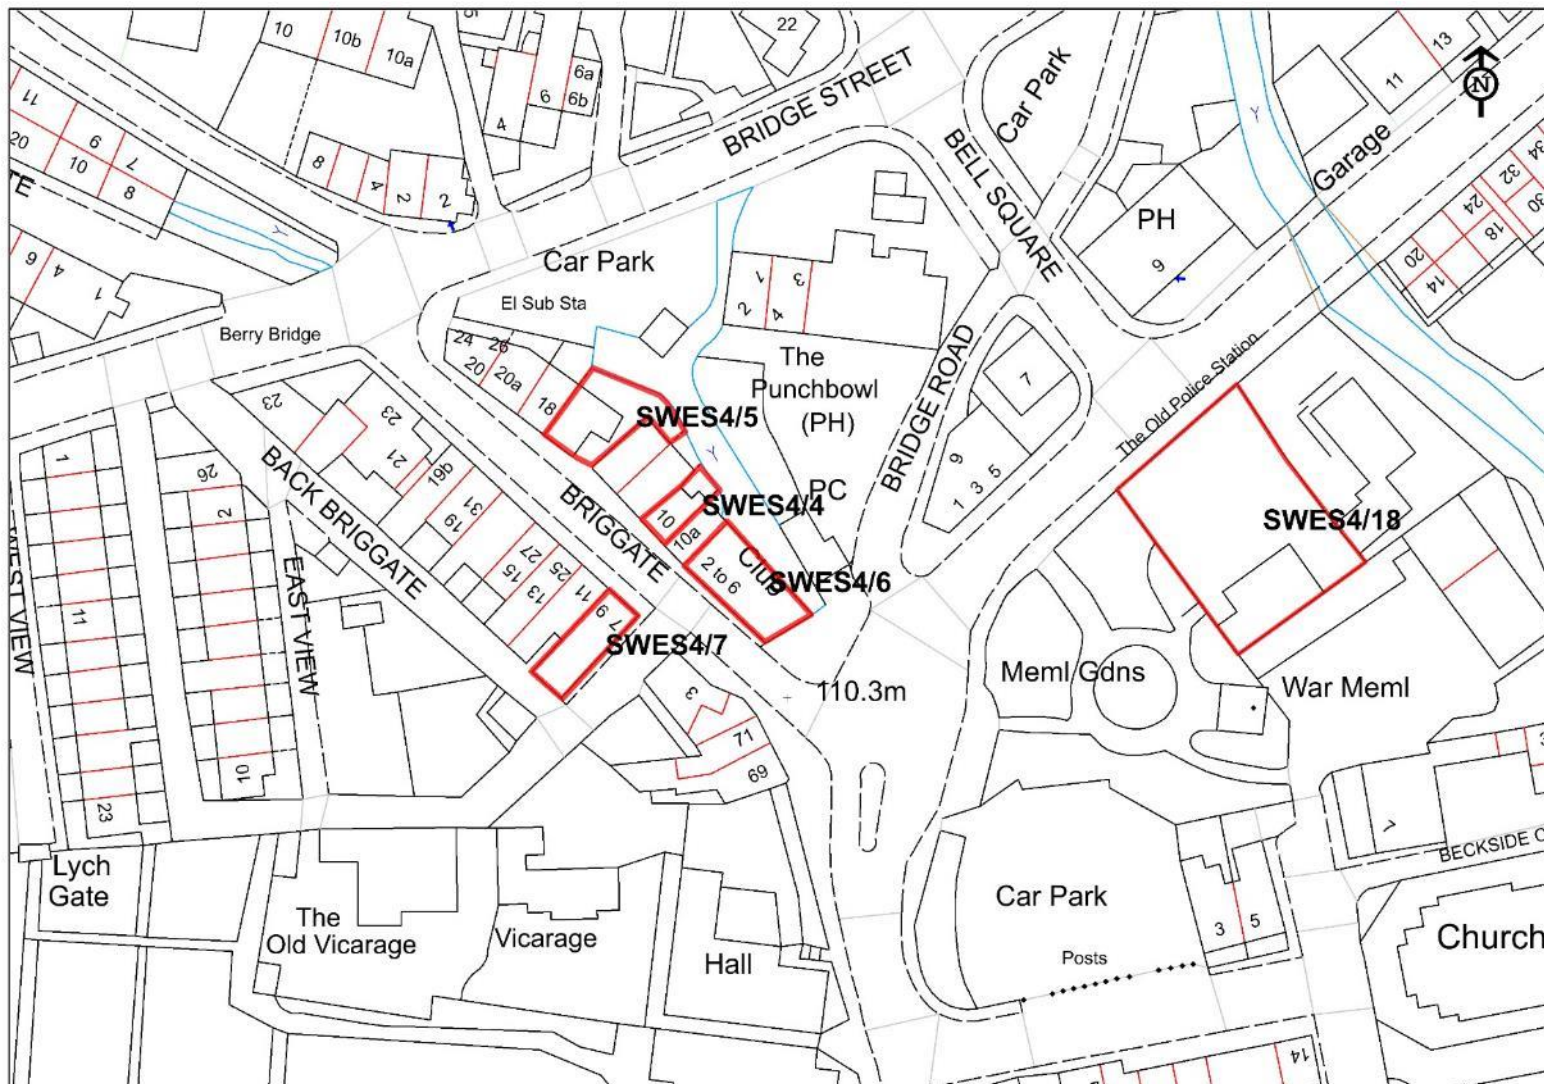 10
10b
10a
5
22
11
13
N
11
9
7
20
10
8
8
4
2
2
4
6
6a
6b
BRIDGE STREET
Car Park
BELL SQUARE
PH
9
Garage
34
32
30
24
18
20
14
6
4
1
Car Park
El Sub Sta
Berry Bridge
24
26
20
20a
18
1
3
2
4
The
Punchbowl
(PH)
PC
BRIDGE ROAD
7
9
1
3
5
The Old Police Station
SWES4/5
SWES4/4
SWES4/6
SWES4/7
SWES4/18
23
23
21
19b
31
19
27
15
25
13
11
9
7
10
10a
2 to 6
Club
BRIGGATE
BACK BRIGGATE
1
11
23
26
2
10
WEST VIEW
EAST VIEW
3
71
69
110.3m
Meml Gdns
War Meml
7
BECKSIDE C
Lych
Gate
The
Old Vicarage
Vicarage
Hall
Car Park
Posts
3
5
Church
14